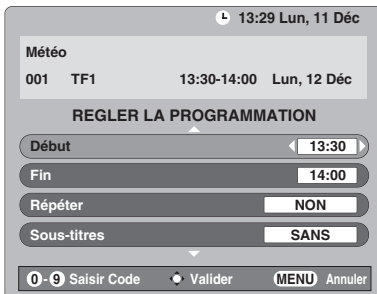 13:29 Lun, 11 Déc
Météo
001 TF1 13:30-14:00 Lun, 12 Déc
REGLER LA PROGRAMMATION
Début 13:30
Fin 14:00
Répéter NON
Sous-titres SANS
0-9 Saisir Code Valider MENU Annuler